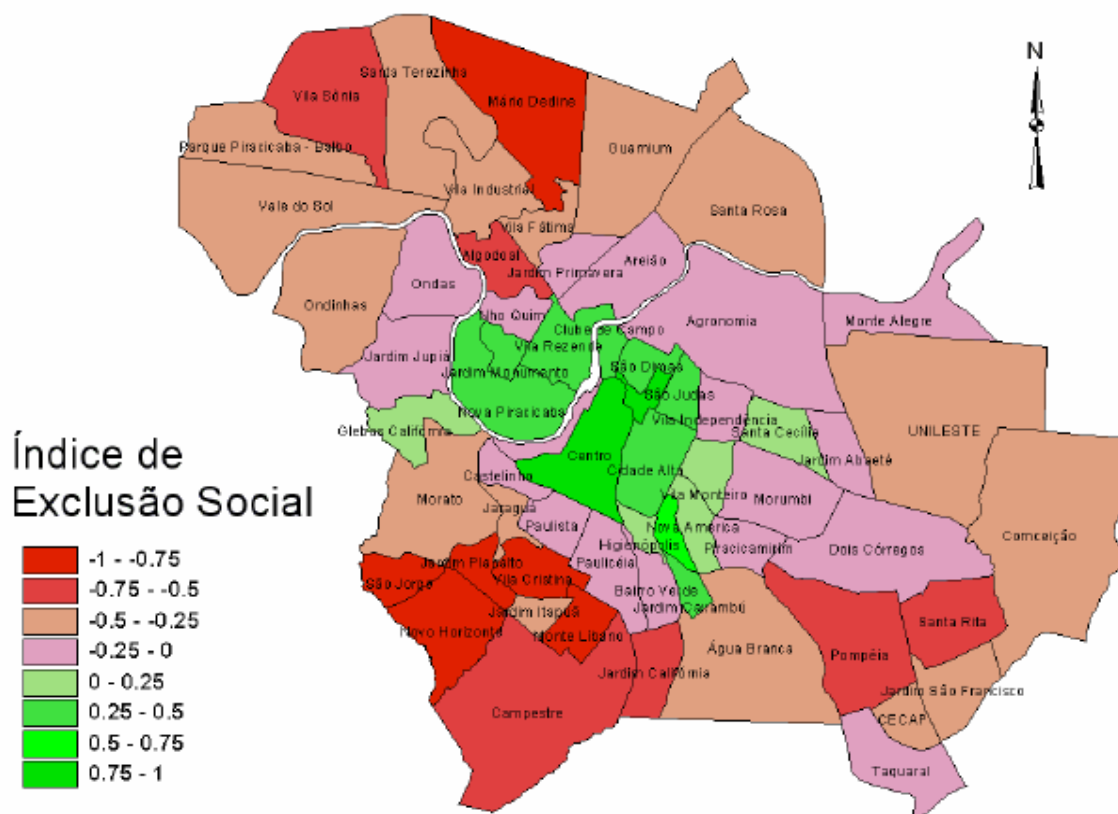 N
Santa Terezinha
Vila Sônia
Mário Dedine
Parque Piracicaba - Balbo
Guamium
Vila Industrial
Vale do Sol
Santa Rosa
Vila Fátima
Algodoal
Areião
Jardim Primavera
Ondas
Ondinhas
Nho Quim
Clube de Campo
Agronomia
Monte Alegre
Vila Rezende
Jardim Jupiá
São Dimas
Jardim Monumento
São Judas
Nova Piracicaba
Vila Independência
Glebas Califórnia
Santa Cecília
UNILESTE
Centro
Jardim Abaeté
Cidade Alta
Castelinho
Índice de
Exclusão Social
Morato
Vila Monteiro
Morumbi
Jaraguá
Paulista
Nova América
Comceição
Higienópolis
Piracicamirim
Dois Córregos
Jardim Planalto
Paulicéia
São Jorge
Vila Cristina
Bairro Verde
Jardim Itapuã
Jardim Caxambú
Novo Horizonte
Monte Líbano
Santa Rita
Água Branca
Pompéia
Jardim Califórnia
Jardim São Francisco
Campestre
CECAP
Taquaral
-1 - -0.75
-0.75 - -0.5
-0.5 - -0.25
-0.25 - 0
0 - 0.25
0.25 - 0.5
0.5 - 0.75
0.75 - 1